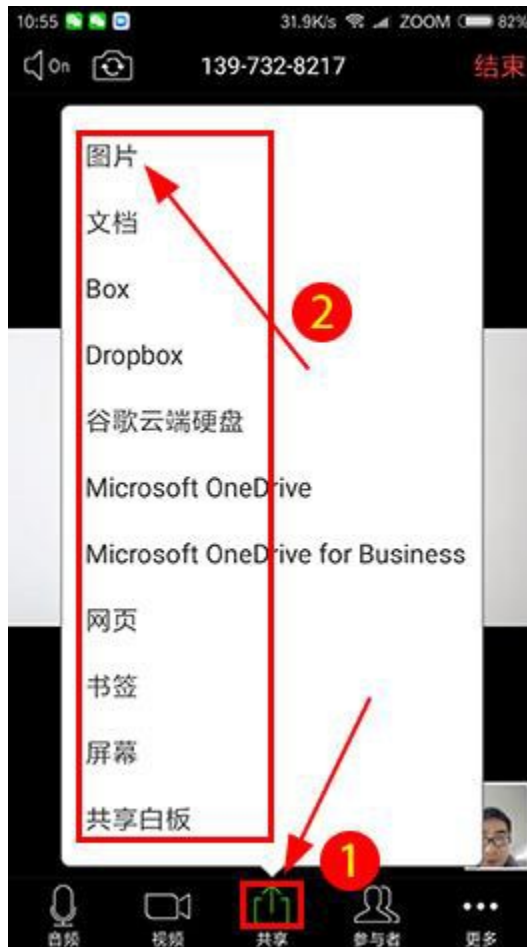 10:55 31.9K/s ZOOM 82%
On 139-732-8217 结束
图片
文档
Box
Dropbox
谷歌云端硬盘
Microsoft OneDrive
Microsoft OneDrive for Business
网页
书签
屏幕
共享白板
2
1
音频 视频 共享 参与者 更多